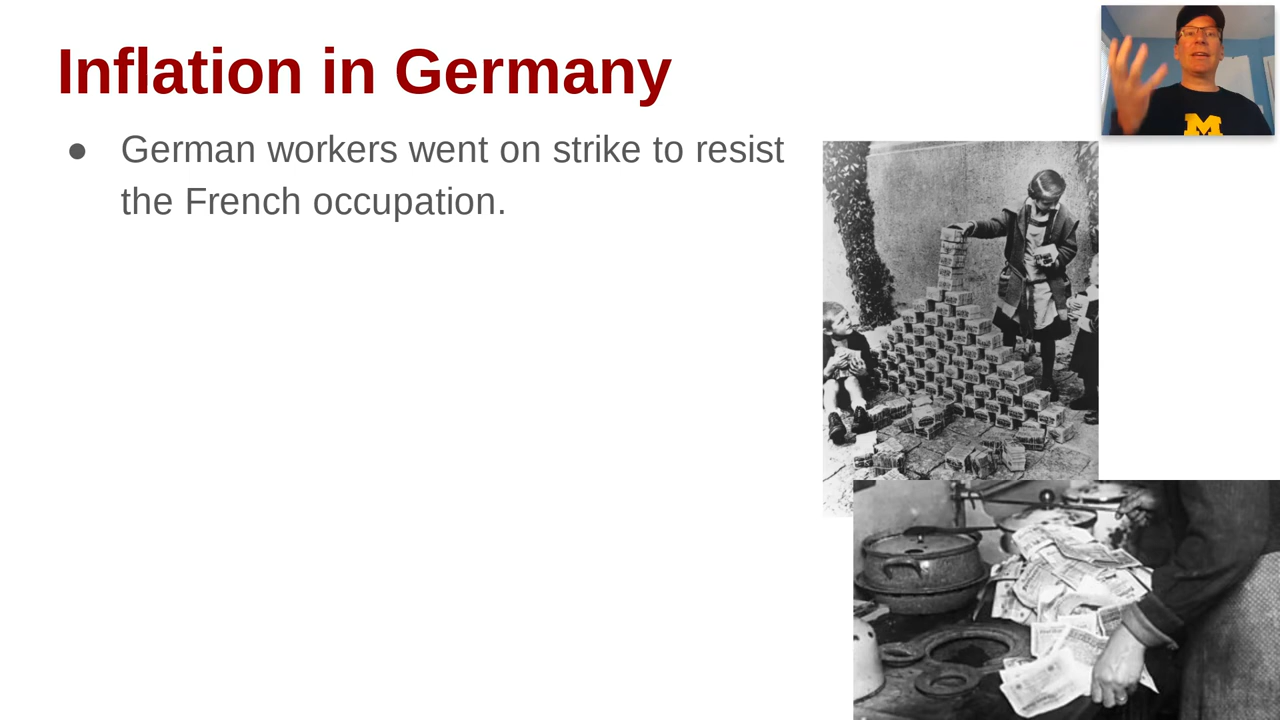 Inflation in Germany
● German workers went on strike to resist
the French occupation.
M